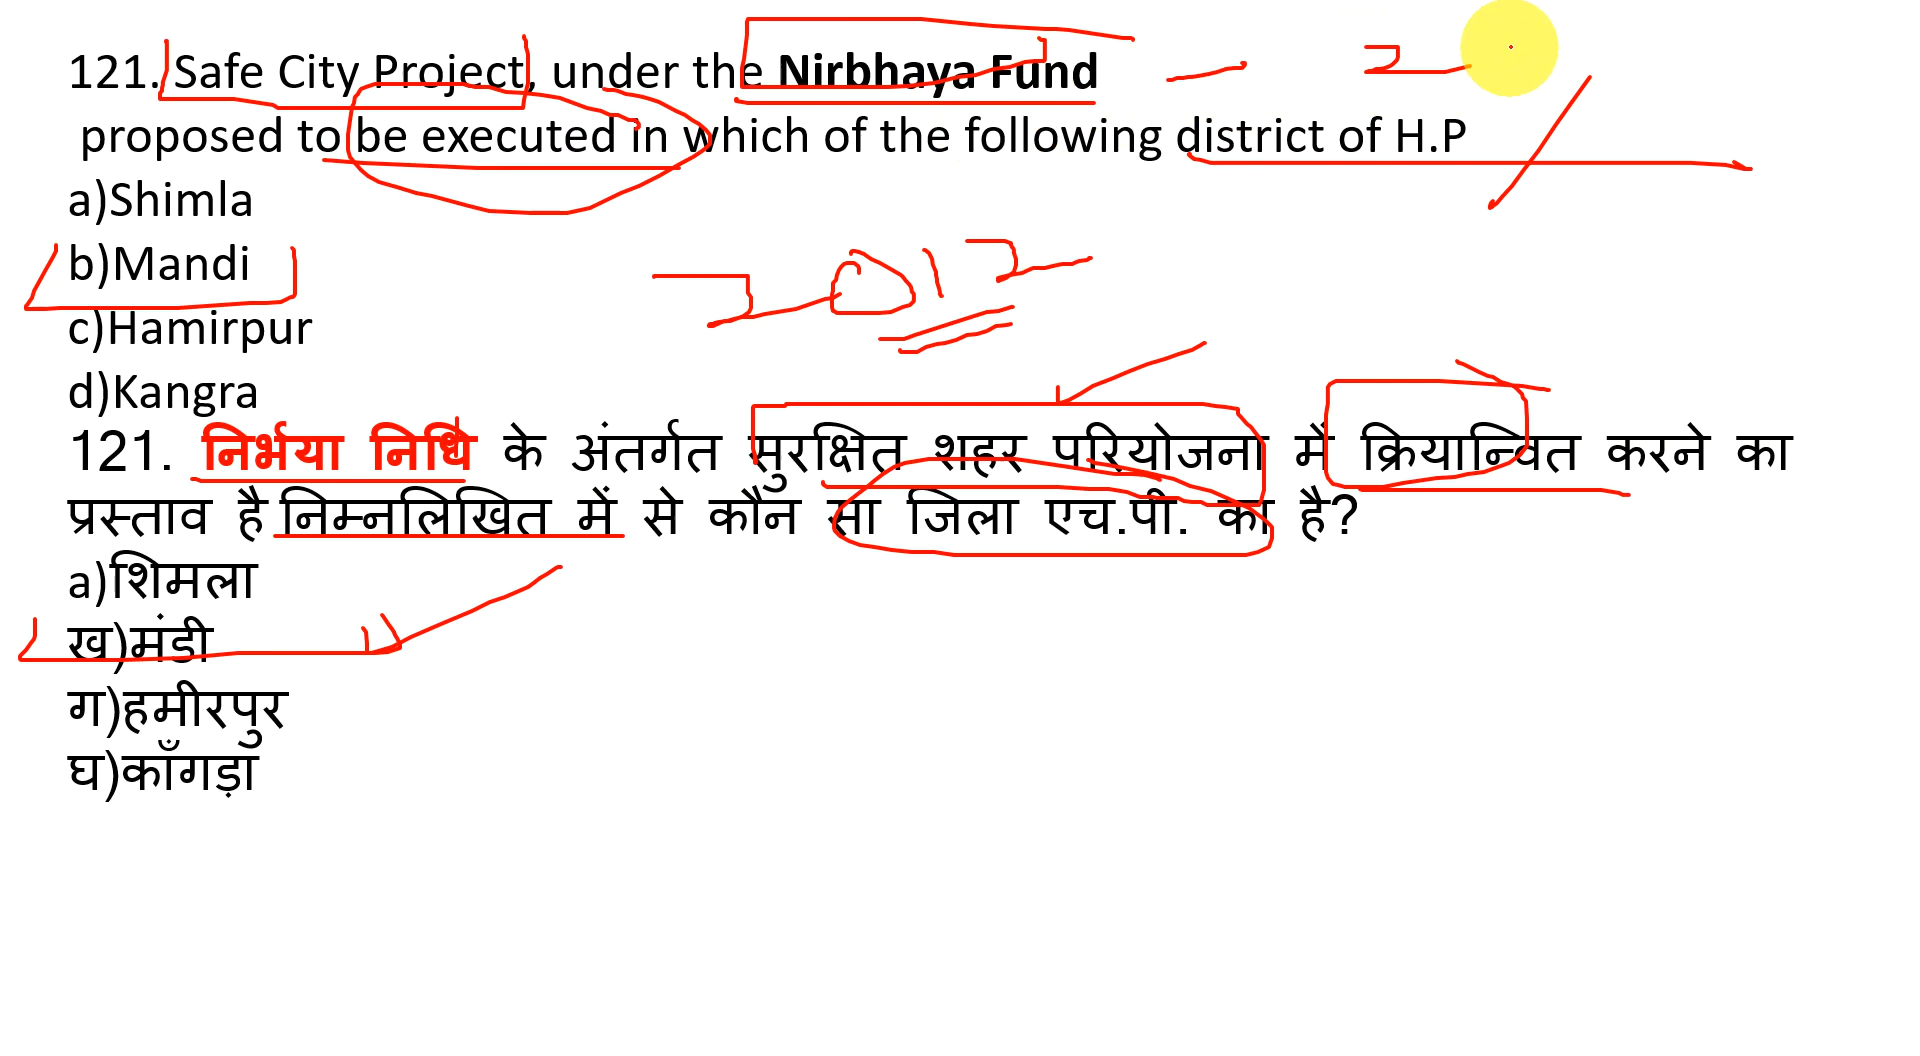 121. Safe City Project, under the Nirbhaya Fund
proposed to be executed in which of the following district of H.P
a)Shimla
b)Mandi
2012
c)Hamirpur
d)Kangra
121. निर्भया निधि के अंतर्गत सुरक्षित शहर परियोजना में क्रियान्वित करने का
प्रस्ताव है निम्नलिखित में से कौन सा जिला एच.पी. का है?
a)शिमला
ख)मंडी
ग)हमीरपुर
घ)काँगड़ा